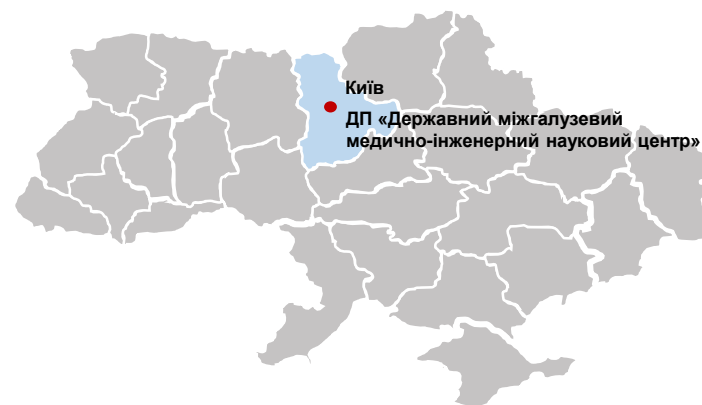 Київ
ДП «Державний міжгалузевий
медично-інженерний науковий центр»